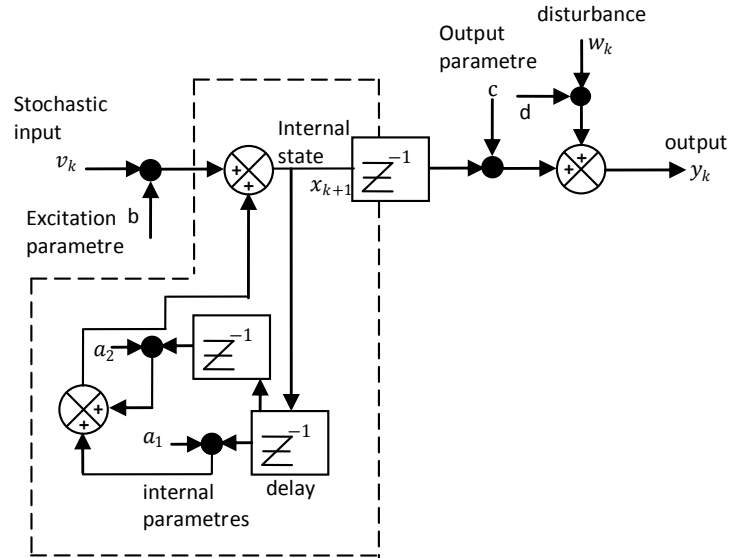 disturbance
w_k
Output
parametre
c
d
Stochastic
input
v_k
Internal
state
x_{k+1}
Z^{-1}
output
y_k
+
+
+
+
Excitation
parametre
b
a_2
Z^{-1}
+
+
a_1
Z^{-1}
internal
parametres
delay